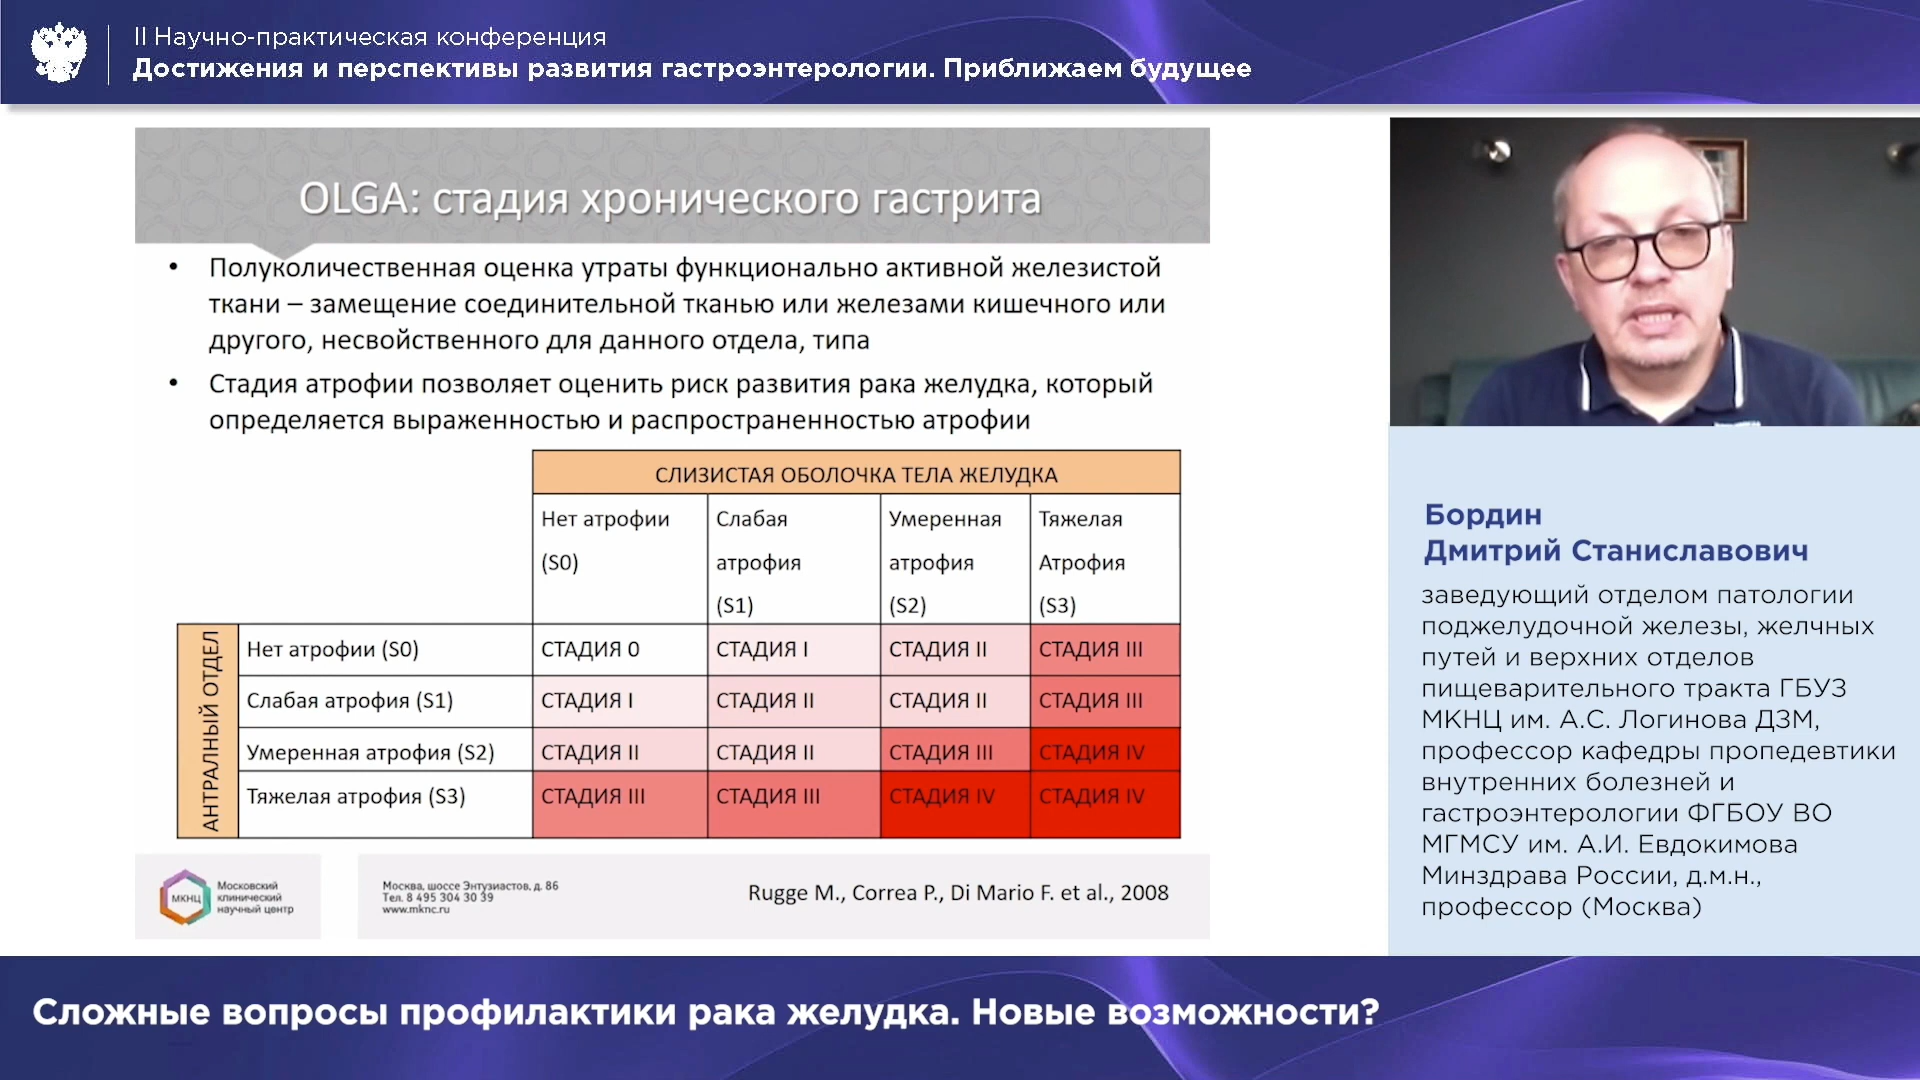 II Научно-практическая конференция
Достижения и перспективы развития гастроэнтерологии. Приближаем будущее
OLGA: стадия хронического гастрита
• Полуколичественная оценка утраты функционально активной железистой
ткани – замещение соединительной тканью или железами кишечного или
другого, несвойственного для данного отдела, типа
• Стадия атрофии позволяет оценить риск развития рака желудка, который
определяется выраженностью и распространенностью атрофии
СЛИЗИСТАЯ ОБОЛОЧКА ТЕЛА ЖЕЛУДКА
Нет атрофии (S0)
Слабая атрофия (S1)
Умеренная атрофия (S2)
Тяжелая Атрофия (S3)
АНТРАЛНЫЙ ОТДЕЛ
Нет атрофии (S0) СТАДИЯ 0 СТАДИЯ I СТАДИЯ II СТАДИЯ III
Слабая атрофия (S1) СТАДИЯ I СТАДИЯ II СТАДИЯ II СТАДИЯ III
Умеренная атрофия (S2) СТАДИЯ II СТАДИЯ II СТАДИЯ III СТАДИЯ IV
Тяжелая атрофия (S3) СТАДИЯ III СТАДИЯ III СТАДИЯ IV СТАДИЯ IV
МКНЦ
Московский
клинический
научный центр
Москва, шоссе Энтузиастов, д. 86
Тел. 8 495 304 30 39
www.mknc.ru
Rugge M., Correa P., Di Mario F. et al., 2008
Бордин
Дмитрий Станиславович
заведующий отделом патологии
поджелудочной железы, желчных
путей и верхних отделов
пищеварительного тракта ГБУЗ
МКНЦ им. А.С. Логинова ДЗМ,
профессор кафедры пропедевтики
внутренних болезней и
гастроэнтерологии ФГБОУ ВО
МГМСУ им. А.И. Евдокимова
Минздрава России, д.м.н.,
профессор (Москва)
Сложные вопросы профилактики рака желудка. Новые возможности?